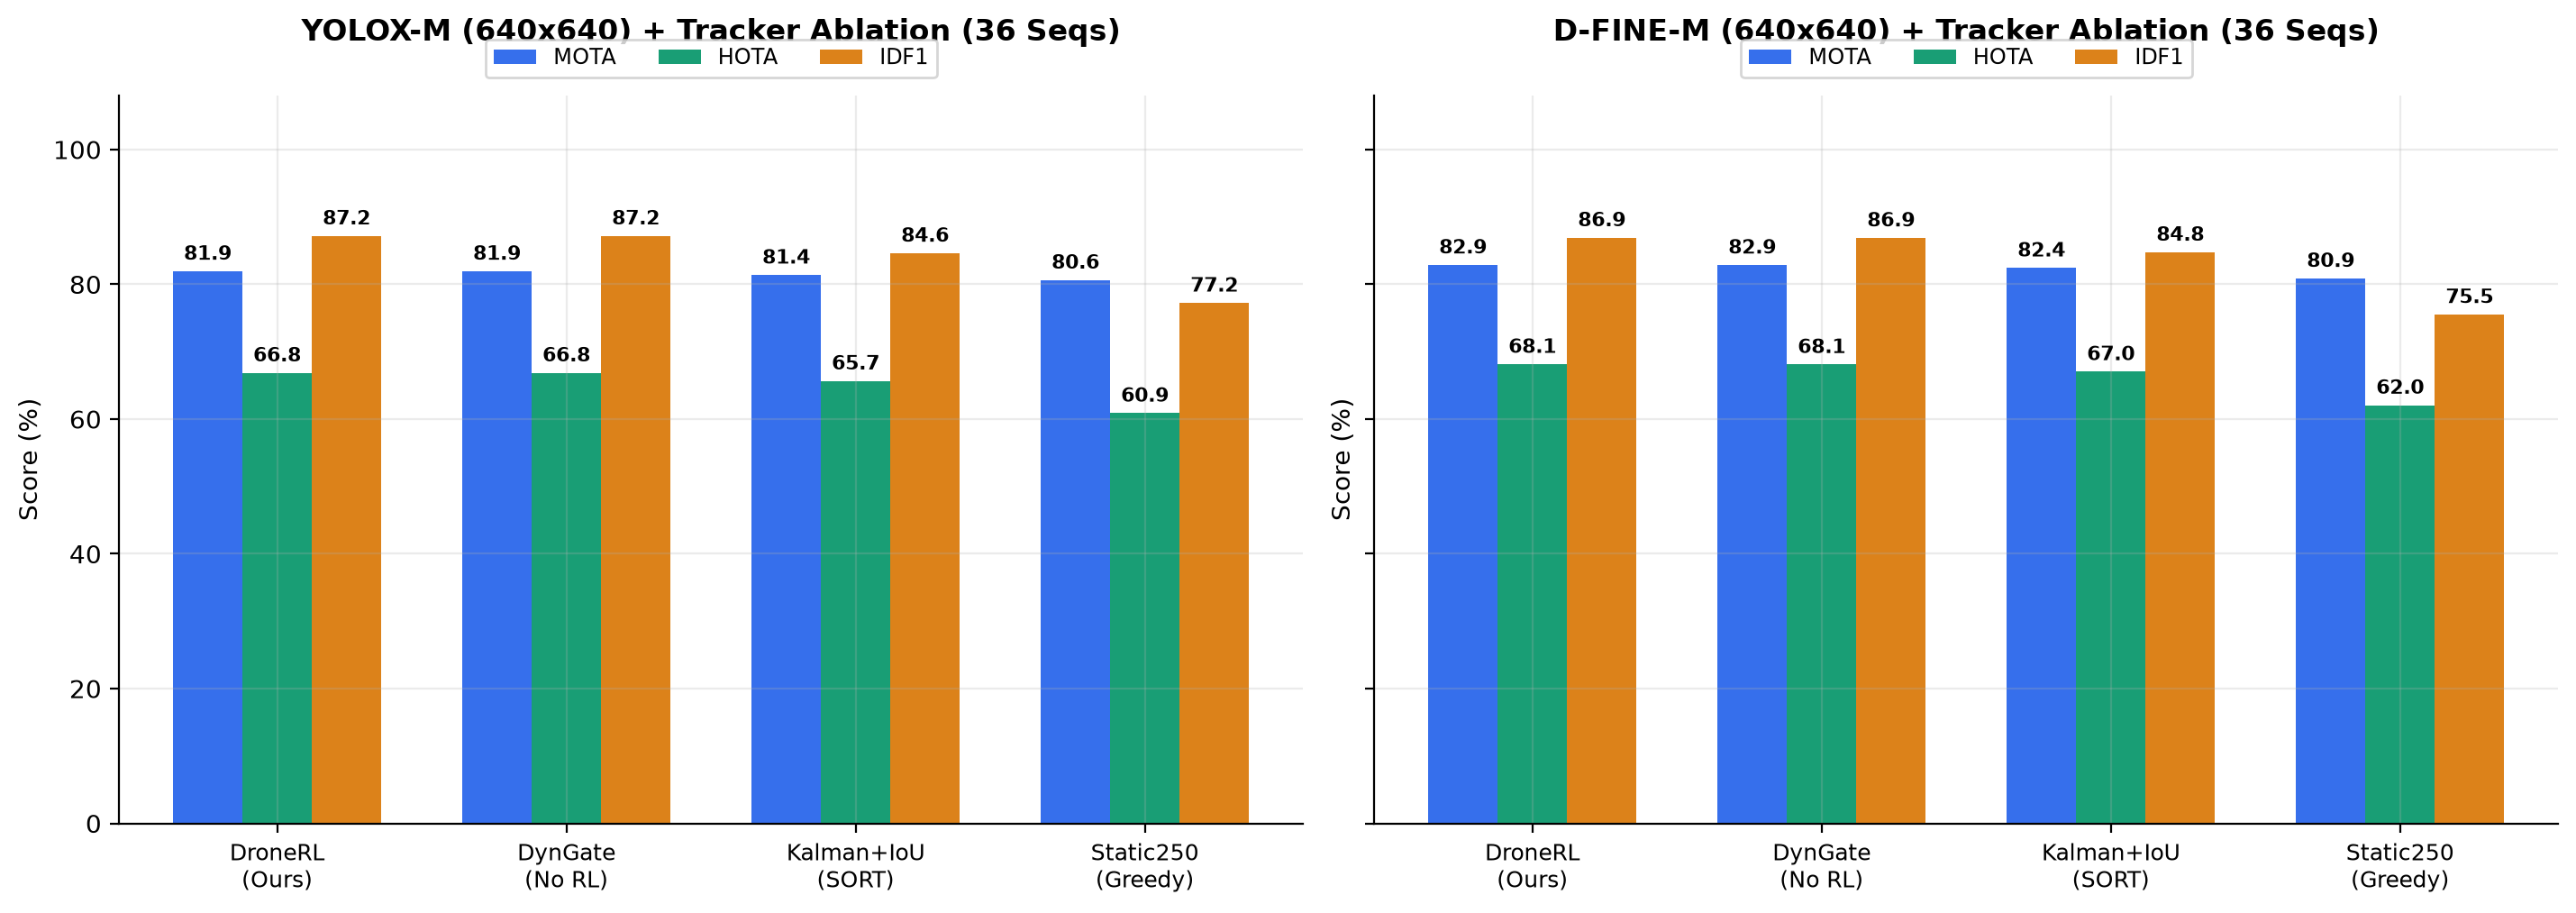 YOLOX-M (640x640) + Tracker Ablation (36 Seqs)
MOTA HOTA IDF1
Score (%)
100
80
60
40
20
0
81.9 66.8 87.2
81.9 66.8 87.2
81.4 65.7 84.6
80.6 60.9 77.2
DroneRL
(Ours)
DynGate
(No RL)
Kalman+IoU
(SORT)
Static250
(Greedy)
D-FINE-M (640x640) + Tracker Ablation (36 Seqs)
MOTA HOTA IDF1
Score (%)
82.9 68.1 86.9
82.9 68.1 86.9
82.4 67.0 84.8
80.9 62.0 75.5
DroneRL
(Ours)
DynGate
(No RL)
Kalman+IoU
(SORT)
Static250
(Greedy)